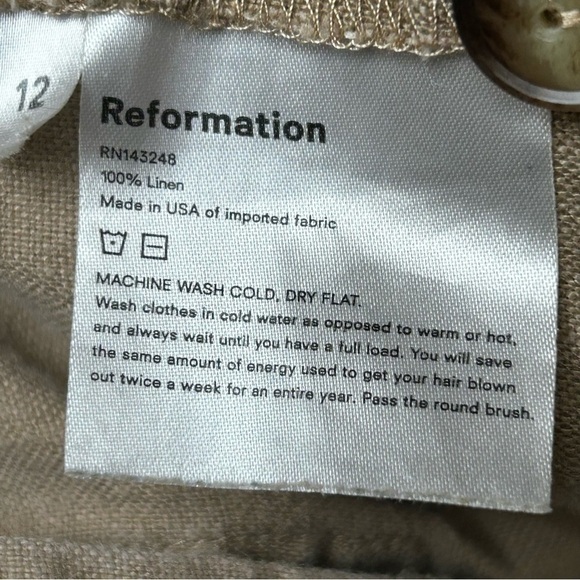 12
Reformation
RN143248
100% Linen
Made in USA of imported fabric
MACHINE WASH COLD, DRY FLAT.
Wash clothes in cold water as opposed to warm or hot,
and always wait until you have a full load. You will save
the same amount of energy used to get your hair blown
out twice a week for an entire year. Pass the round brush.